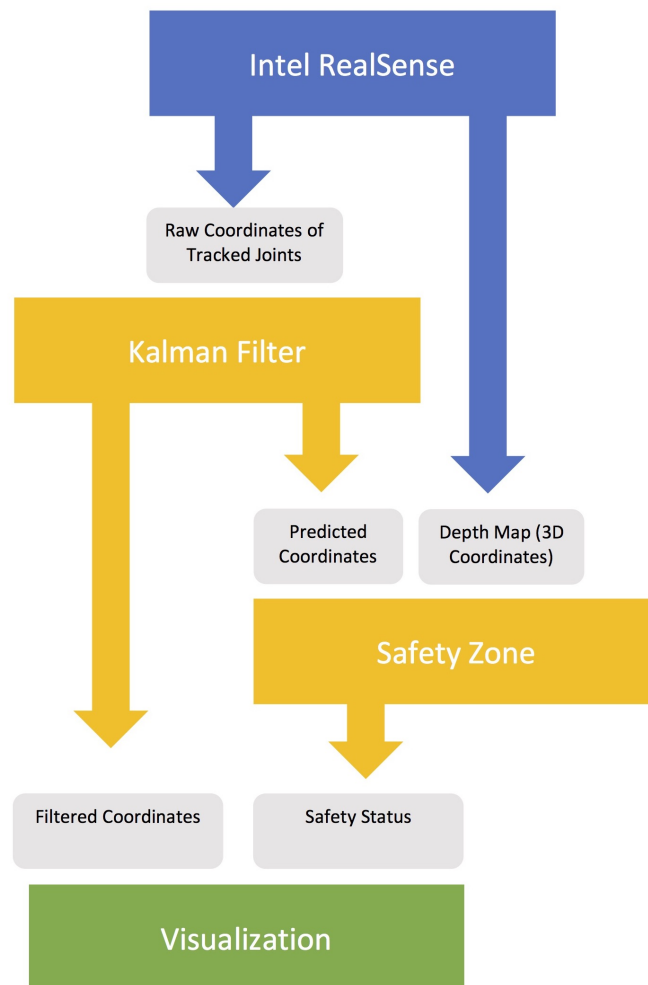 Intel RealSense
Raw Coordinates of
Tracked Joints
Kalman Filter
Predicted
Coordinates
Depth Map (3D
Coordinates)
Safety Zone
Filtered Coordinates
Safety Status
Visualization